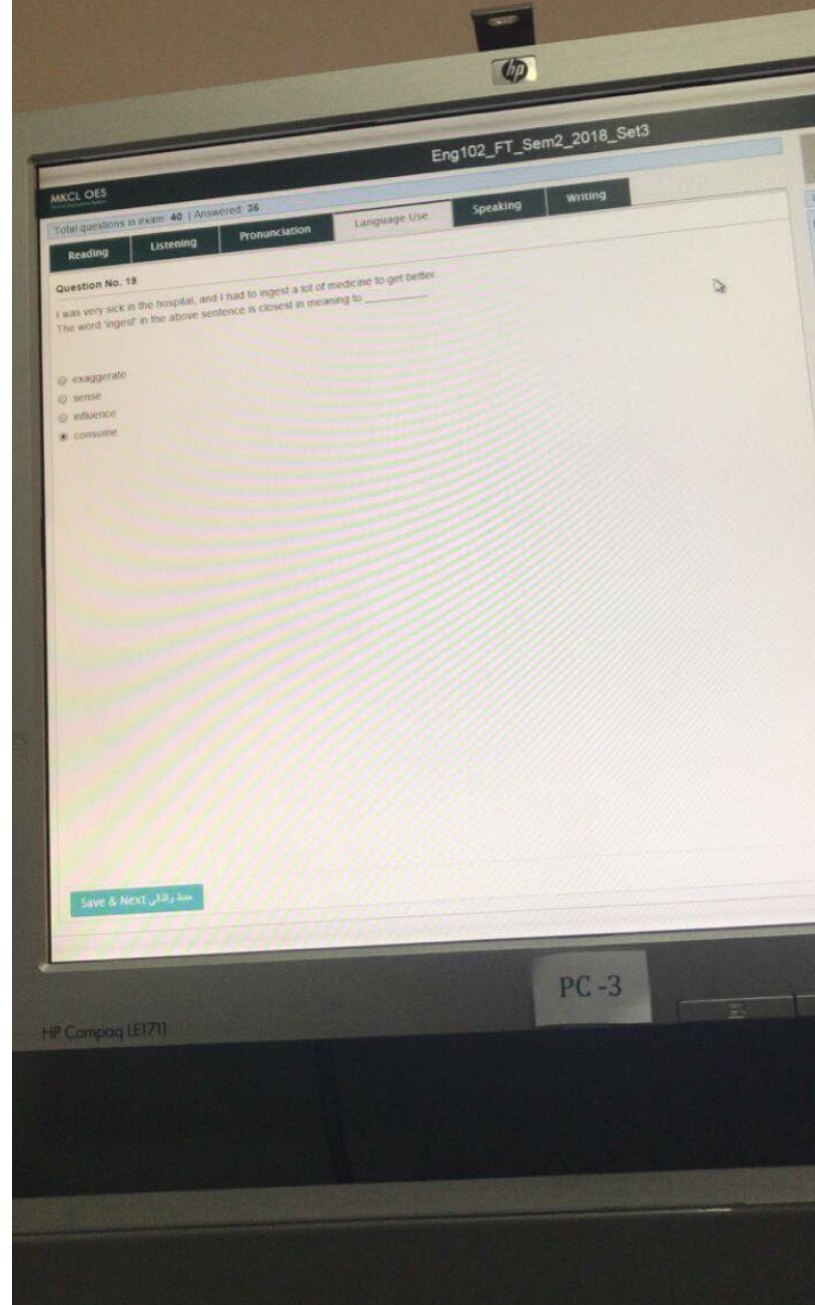 hp
Eng102_FT_Sem2_2018_Set3
MKCL OES
Total questions in exam: 40 | Answered: 36
Reading Listening Pronunciation Language Use Speaking Writing
Question No. 19
I was very sick in the hospital, and I had to ingest a lot of medicine to get better.
The word 'ingest' in the above sentence is closest in meaning to __________
exaggerate
sense
influence
consume
Save & Next حفظ والتالي
PC -3
HP Compaq LE1711